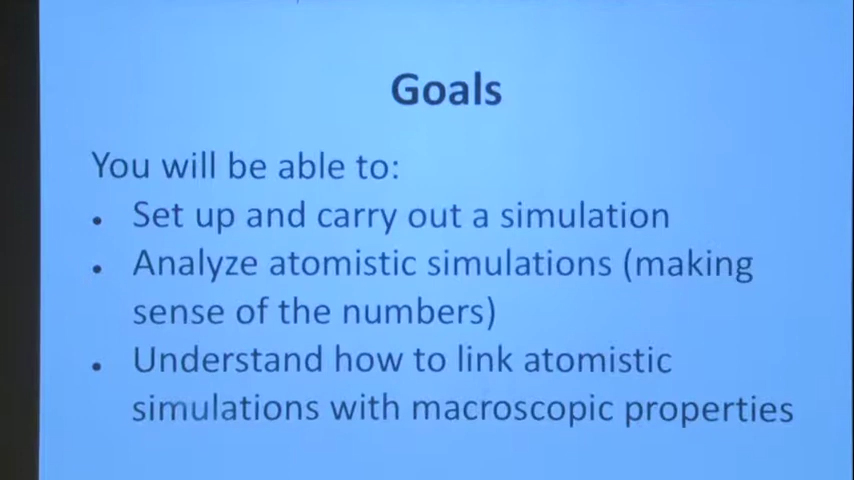 Goals
You will be able to:
• Set up and carry out a simulation
• Analyze atomistic simulations (making
sense of the numbers)
• Understand how to link atomistic
simulations with macroscopic properties